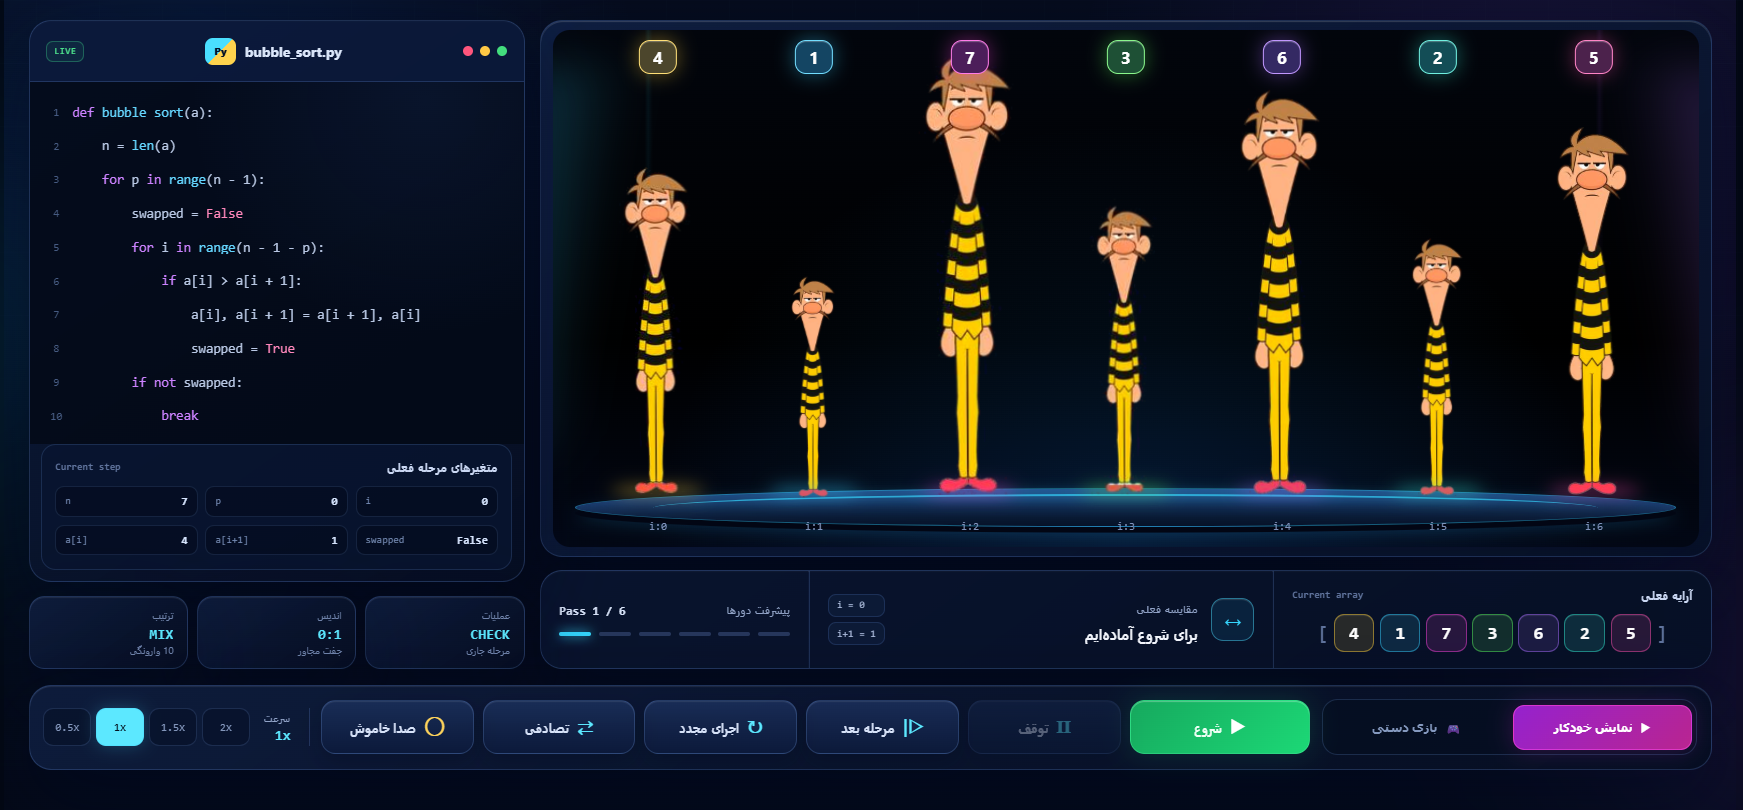 LIVE
Py
bubble_sort.py
1 def bubble sort(a):
2 n = len(a)
3 for p in range(n - 1):
4 swapped = False
5 for i in range(n - 1 - p):
6 if a[i] > a[i + 1]:
7 a[i], a[i + 1] = a[i + 1], a[i]
8 swapped = True
9 if not swapped:
10 break
متغیرهای مرحله فعلی
Current step
n 7
p 0
i 0
a[i] 4
a[i+1] 1
swapped False
4 1 7 3 6 2 5
i:0 i:1 i:2 i:3 i:4 i:5 i:6
ترتیب
MIX
10 وارونگی
اندیس
0:1
جفت مجاور
عملیات
CHECK
مرحله جاری
پیشرفت دورها
Pass 1 / 6
مقایسه فعلی
برای شروع آماده‌ایم
i = 0
i+1 = 1
آرایه فعلی
Current array
[ 4 1 7 3 6 2 5 ]
0.5x 1x 1.5x 2x
سرعت
1x
صدا خاموش
تصادفی
اجرای مجدد
مرحله بعد
توقف
شروع
بازی دستی
نمایش خودکار